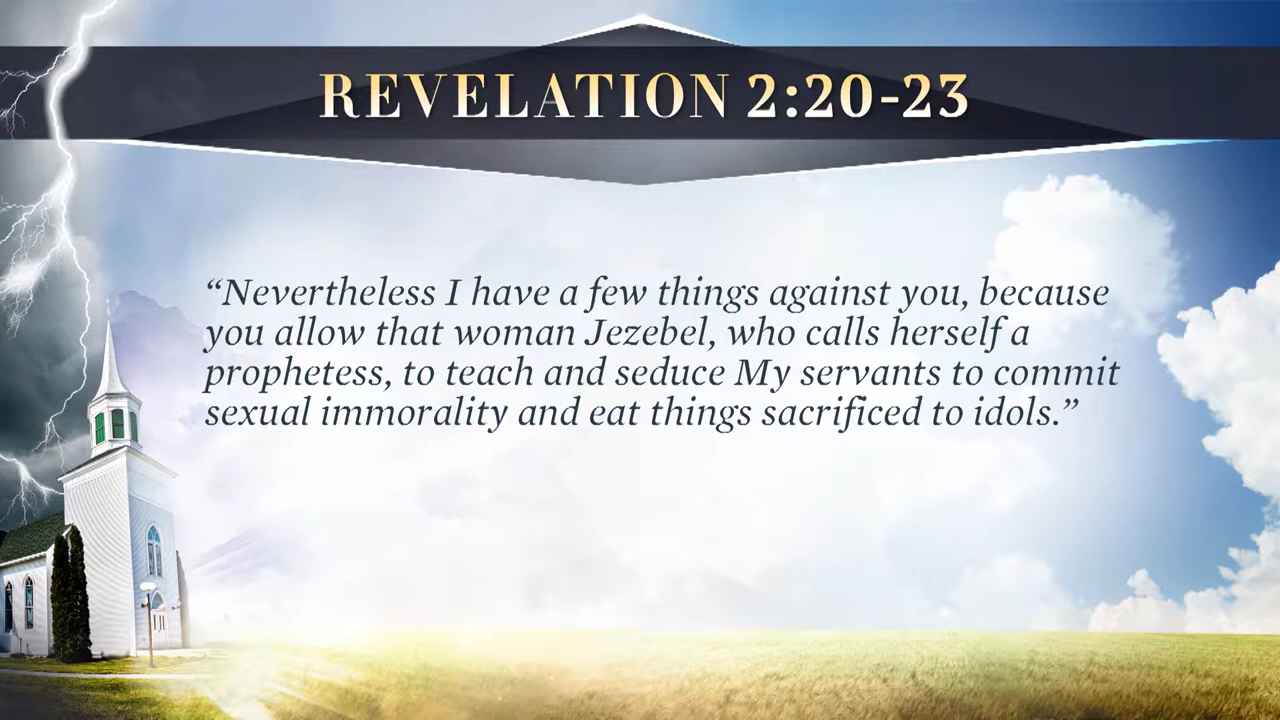 REVELATION 2:20-23
“Nevertheless I have a few things against you, because
you allow that woman Jezebel, who calls herself a
prophetess, to teach and seduce My servants to commit
sexual immorality and eat things sacrificed to idols.”